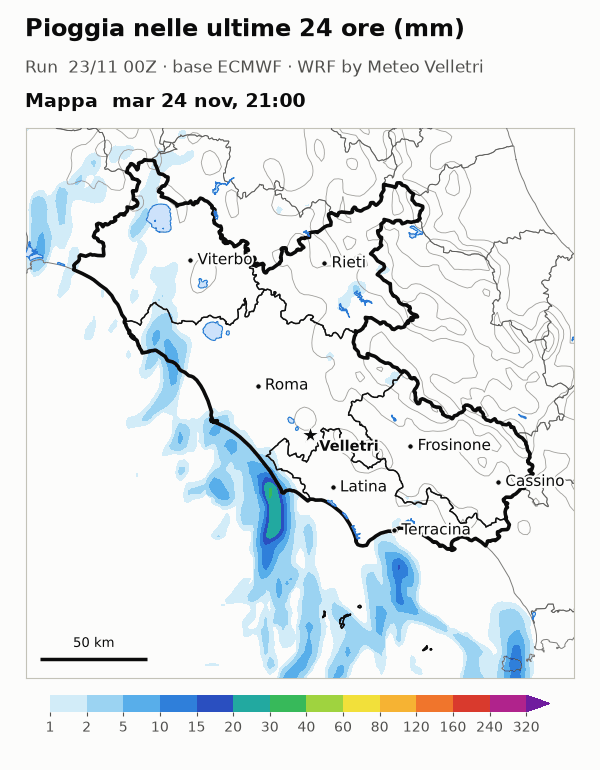 Pioggia nelle ultime 24 ore (mm)
Run  23/11 00Z · base ECMWF · WRF by Meteo Velletri
Mappa  mar 24 nov, 21:00
Viterbo
Rieti
Roma
Velletri
Frosinone
Cassino
Latina
Terracina
50 km
1 2 5 10 15 20 30 40 60 80 120 160 240 320